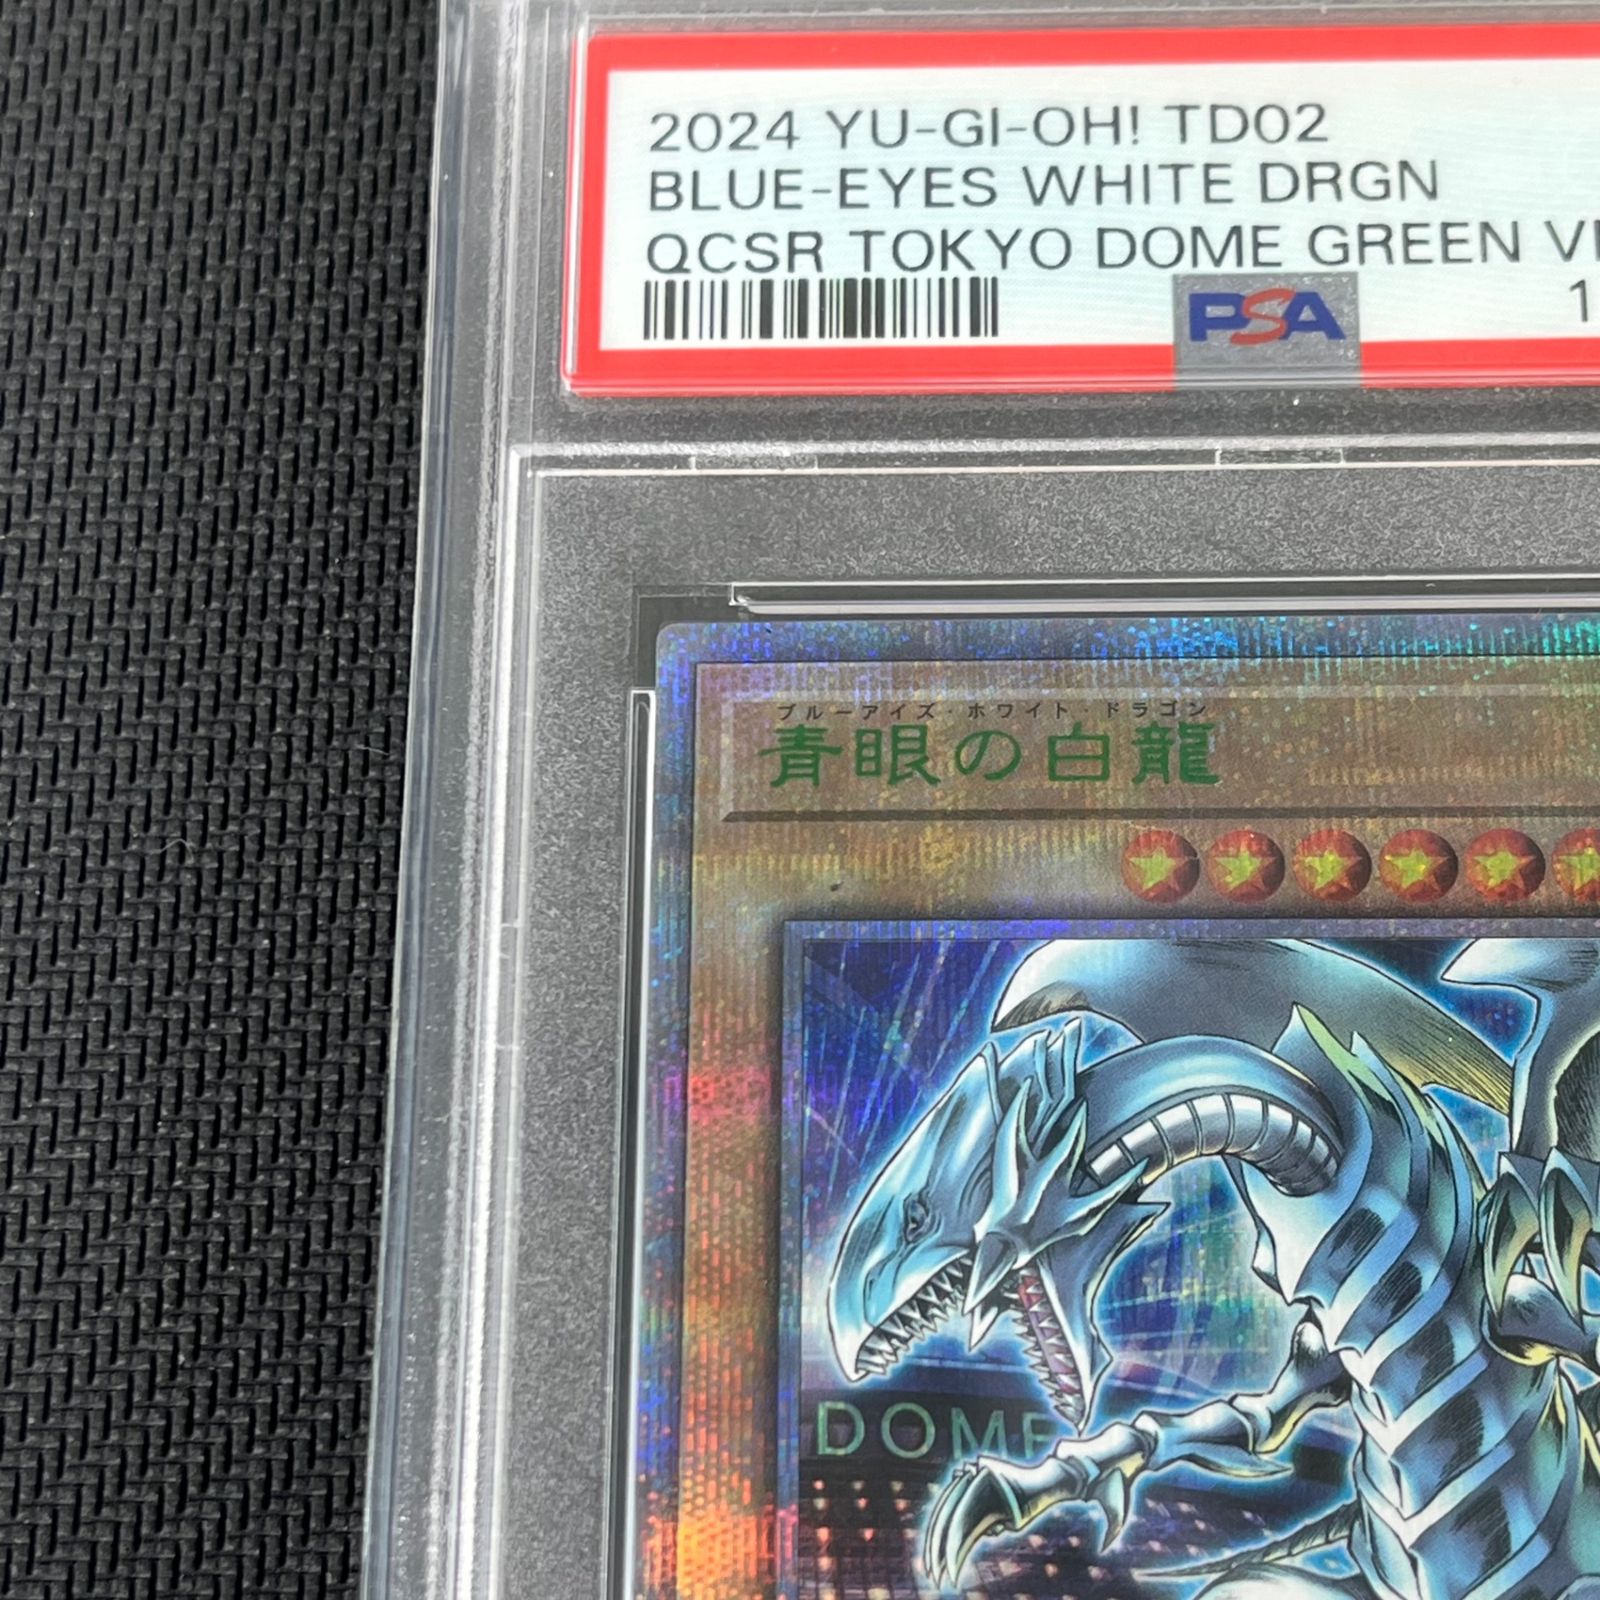 2024 YU-GI-OH! TD02
BLUE-EYES WHITE DRGN
QCSR TOKYO DOME GREEN
PSA
ブルーアイズ・ホワイト・ドラゴン
青眼の白龍
DOME